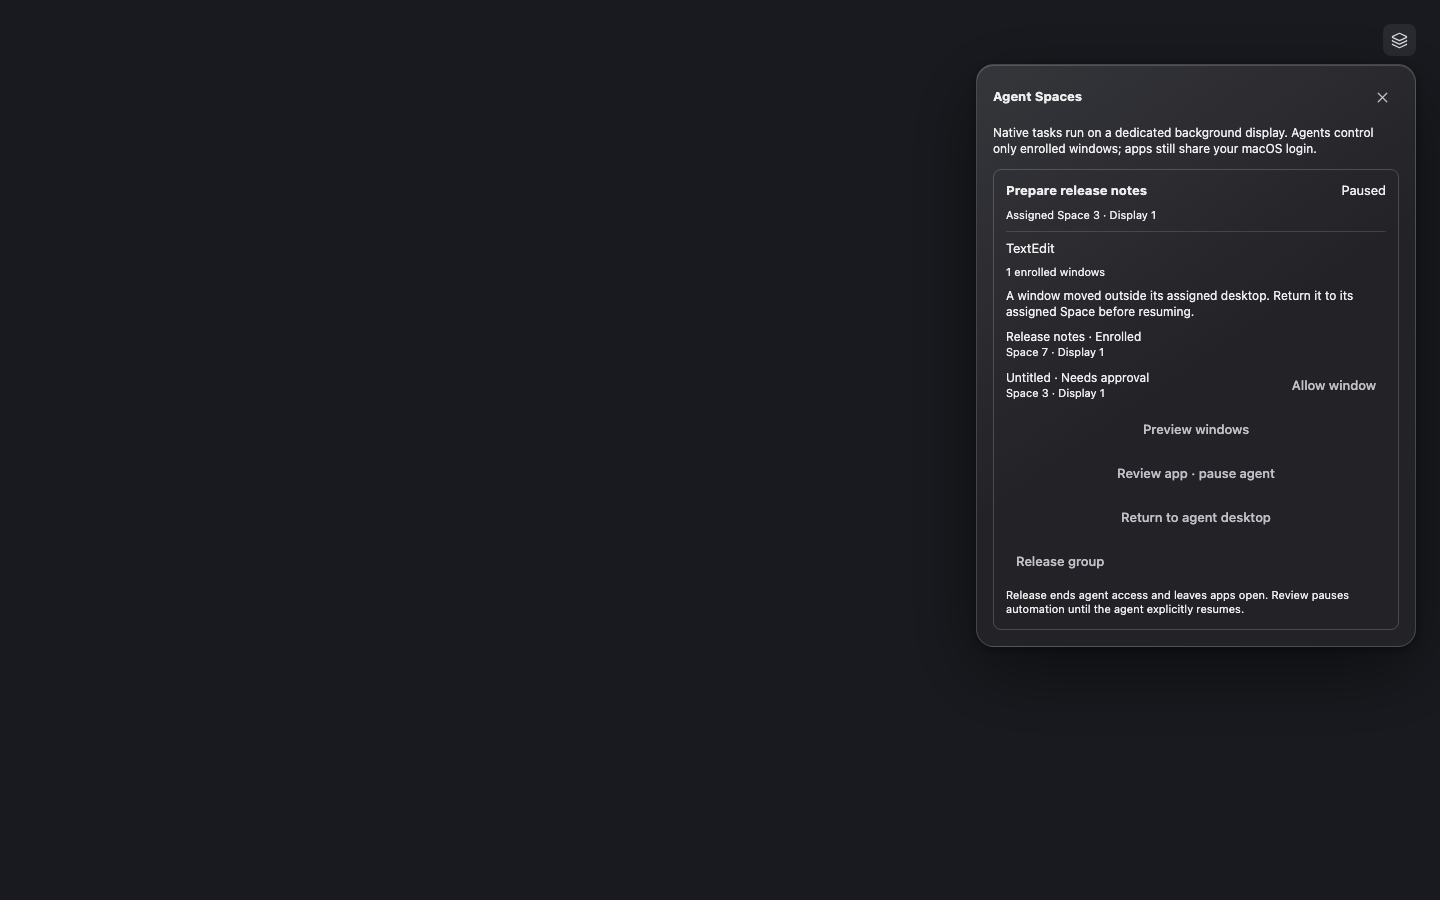 Agent Spaces
Native tasks run on a dedicated background display. Agents control
only enrolled windows; apps still share your macOS login.
Prepare release notes
Paused
Assigned Space 3 · Display 1
TextEdit
1 enrolled windows
A window moved outside its assigned desktop. Return it to its
assigned Space before resuming.
Release notes · Enrolled
Space 7 · Display 1
Untitled · Needs approval
Space 3 · Display 1
Allow window
Preview windows
Review app · pause agent
Return to agent desktop
Release group
Release ends agent access and leaves apps open. Review pauses
automation until the agent explicitly resumes.